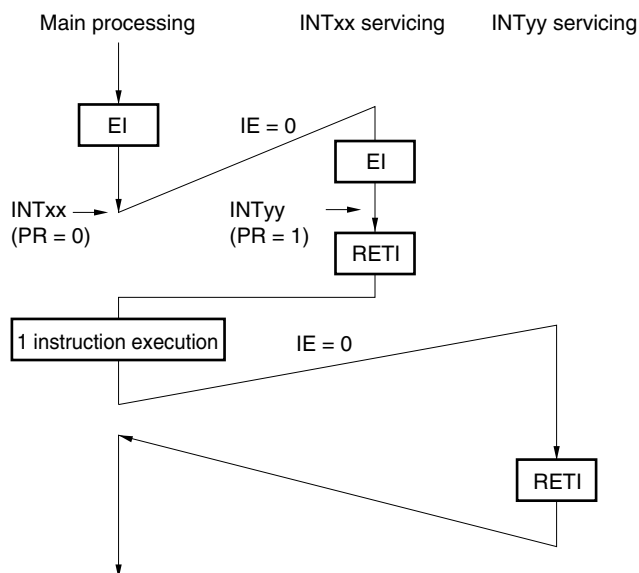 Main processing
INTxx servicing
INTyy servicing
EI
IE = 0
EI
INTxx
(PR = 0)
INTyy
(PR = 1)
RETI
1 instruction execution
IE = 0
RETI